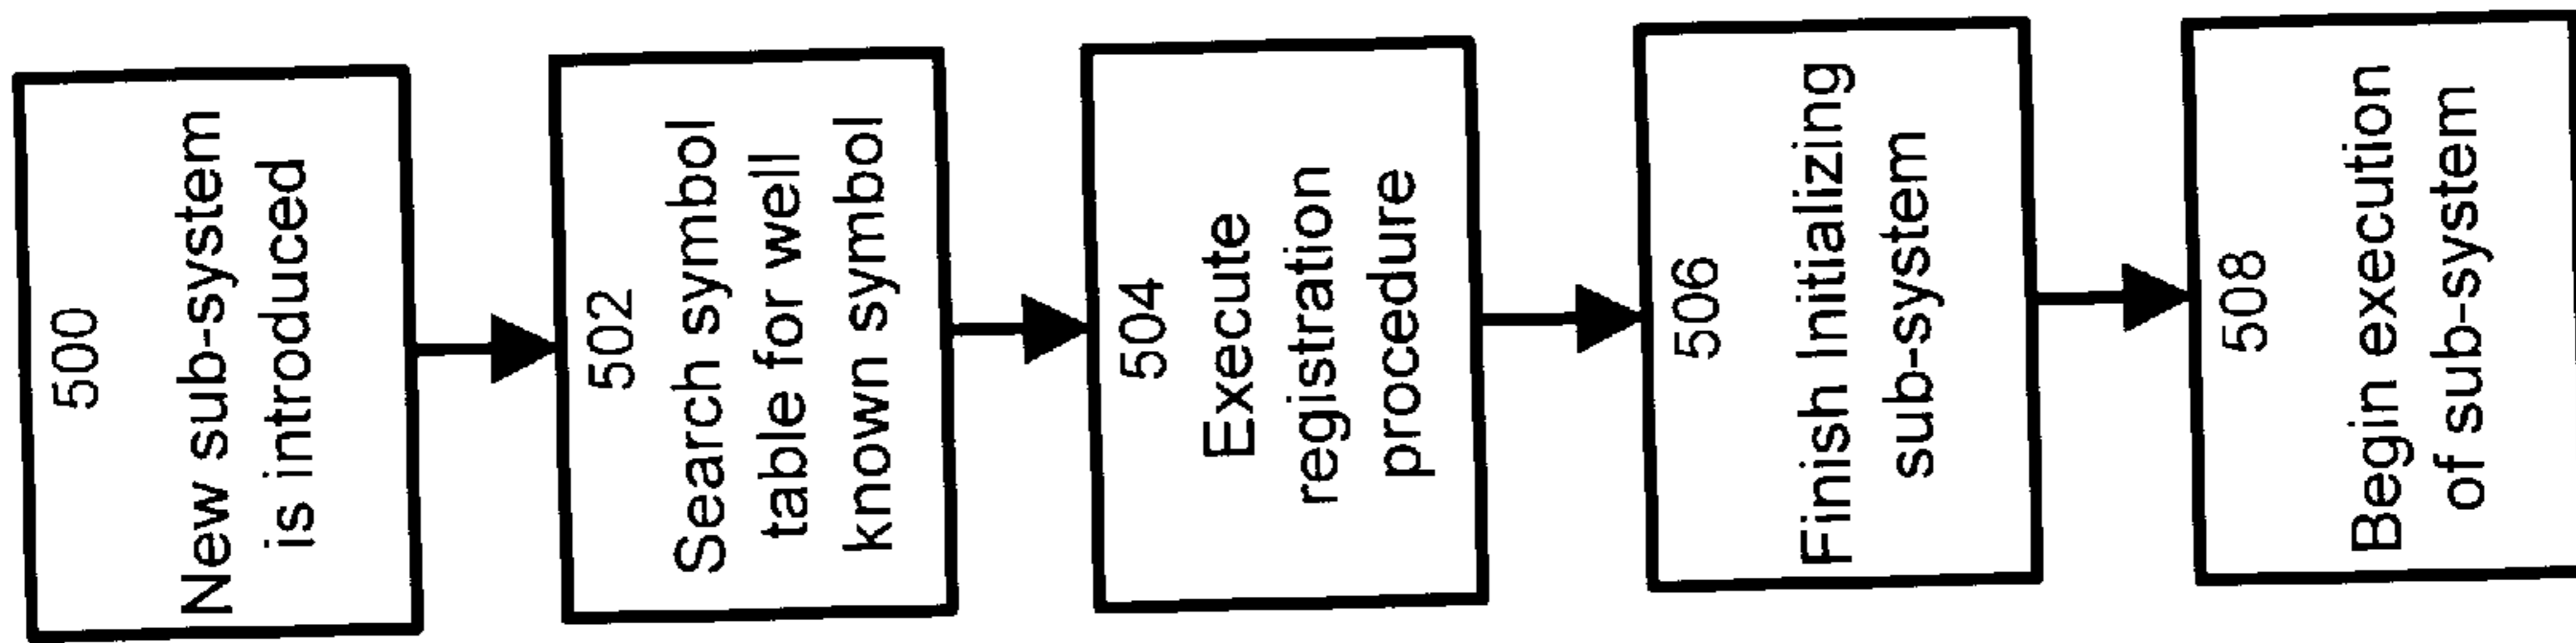 500
New sub-system
is introduced
502
Search symbol
table for well
known symbol
504
Execute
registration
procedure
506
Finish Initializing
sub-system
508
Begin execution
of sub-system